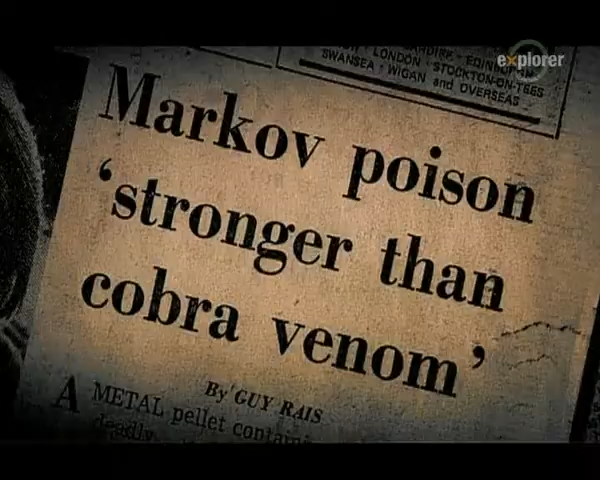 explorer
LONDON · STOCKTON-ON-TEES
SWANSEA · WIGAN and OVERSEAS
Markov poison
‘stronger than
cobra venom’
By GUY RAIS
A METAL pellet
deadly